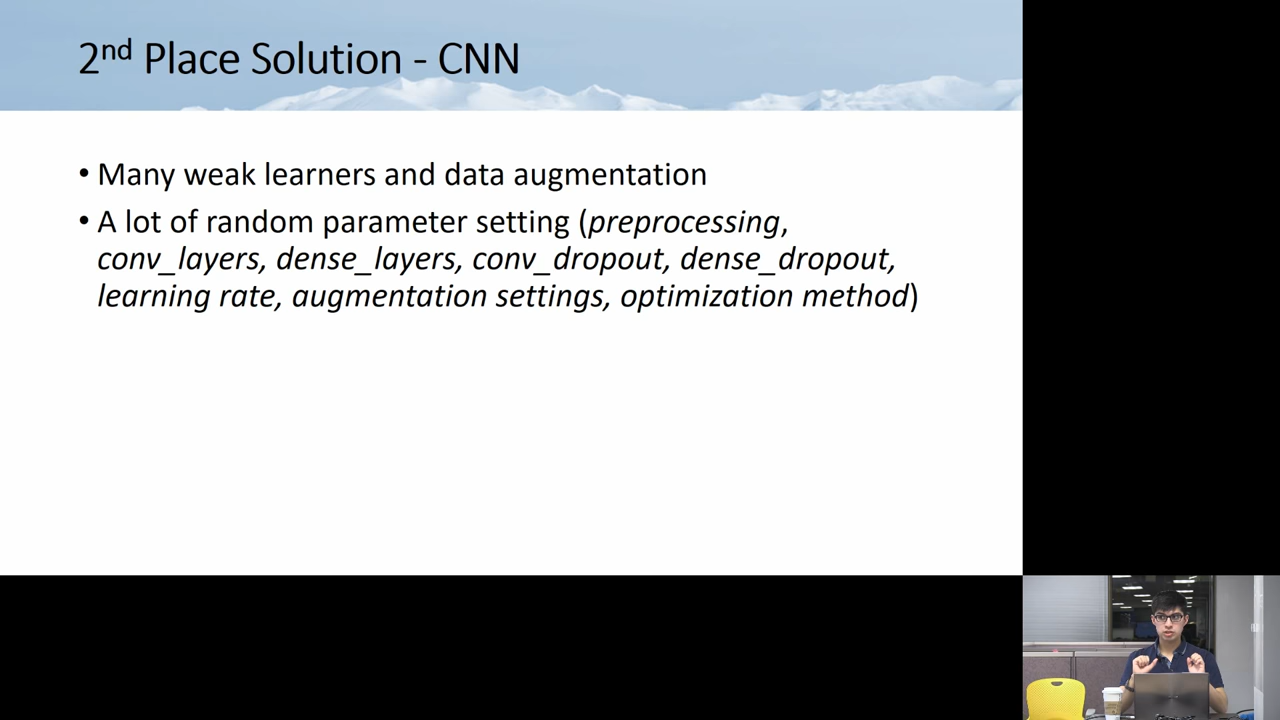 2nd Place Solution - CNN
• Many weak learners and data augmentation
• A lot of random parameter setting (preprocessing,
conv_layers, dense_layers, conv_dropout, dense_dropout,
learning rate, augmentation settings, optimization method)